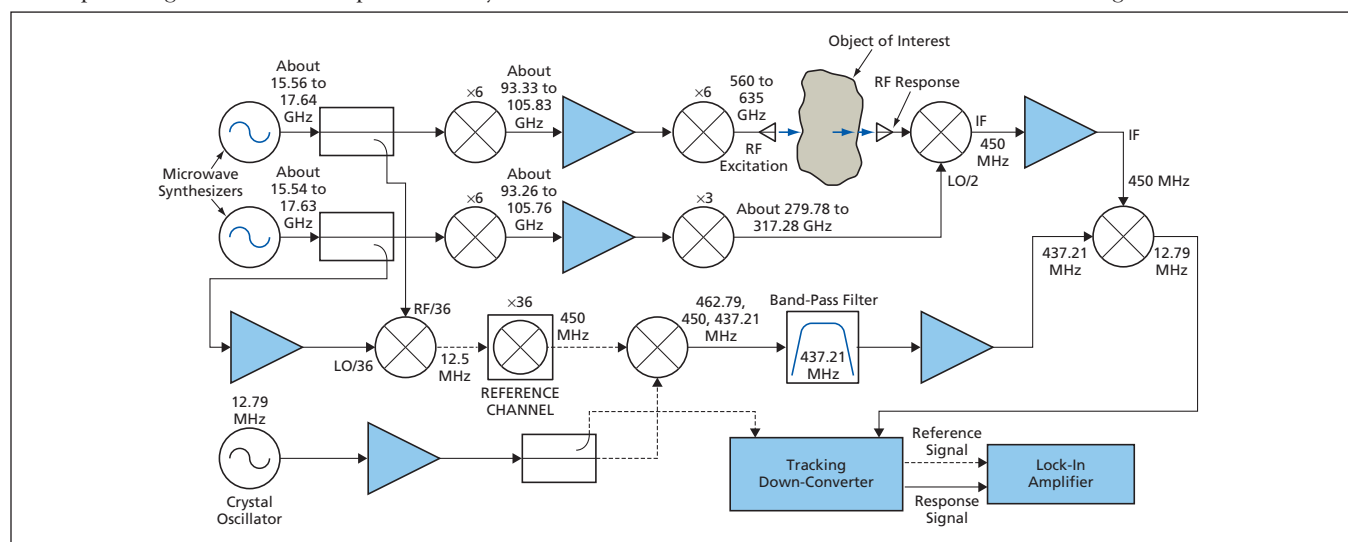 Object of Interest
About
15.56 to
17.64
GHz
×6
About
93.33 to
105.83
GHz
×6
560 to
635
GHz
RF
Excitation
RF Response
IF
450
MHz
IF
Microwave
Synthesizers
About
15.54 to
17.63
GHz
×6
About
93.26 to
105.76
GHz
×3
About 279.78 to
317.28 GHz
LO/2
450 MHz
437.21
MHz
12.79
MHz
RF/36
LO/36
12.5
MHz
×36
REFERENCE
CHANNEL
450
MHz
462.79,
450, 437.21
MHz
Band-Pass Filter
437.21
MHz
12.79
MHz
Crystal
Oscillator
Tracking
Down-Converter
Reference
Signal
Response
Signal
Lock-In
Amplifier